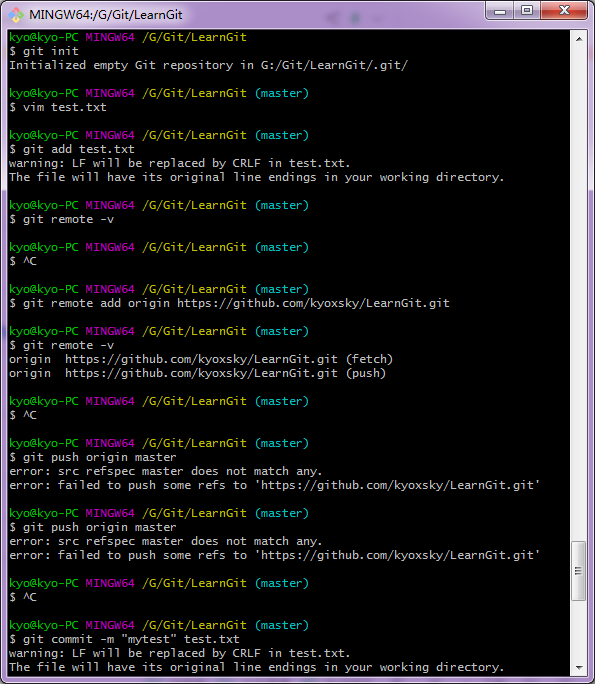 MINGW64:/G/Git/LearnGit
kyo@kyo-PC MINGW64 /G/Git/LearnGit
$ git init
Initialized empty Git repository in G:/Git/LearnGit/.git/
kyo@kyo-PC MINGW64 /G/Git/LearnGit (master)
$ vim test.txt
kyo@kyo-PC MINGW64 /G/Git/LearnGit (master)
$ git add test.txt
warning: LF will be replaced by CRLF in test.txt.
The file will have its original line endings in your working directory.
kyo@kyo-PC MINGW64 /G/Git/LearnGit (master)
$ git remote -v
kyo@kyo-PC MINGW64 /G/Git/LearnGit (master)
$ ^C
kyo@kyo-PC MINGW64 /G/Git/LearnGit (master)
$ git remote add origin https://github.com/kyoxsky/LearnGit.git
kyo@kyo-PC MINGW64 /G/Git/LearnGit (master)
$ git remote -v
origin  https://github.com/kyoxsky/LearnGit.git (fetch)
origin  https://github.com/kyoxsky/LearnGit.git (push)
kyo@kyo-PC MINGW64 /G/Git/LearnGit (master)
$ ^C
kyo@kyo-PC MINGW64 /G/Git/LearnGit (master)
$ git push origin master
error: src refspec master does not match any.
error: failed to push some refs to 'https://github.com/kyoxsky/LearnGit.git'
kyo@kyo-PC MINGW64 /G/Git/LearnGit (master)
$ git push origin master
error: src refspec master does not match any.
error: failed to push some refs to 'https://github.com/kyoxsky/LearnGit.git'
kyo@kyo-PC MINGW64 /G/Git/LearnGit (master)
$ ^C
kyo@kyo-PC MINGW64 /G/Git/LearnGit (master)
$ git commit -m "mytest" test.txt
warning: LF will be replaced by CRLF in test.txt.
The file will have its original line endings in your working directory.